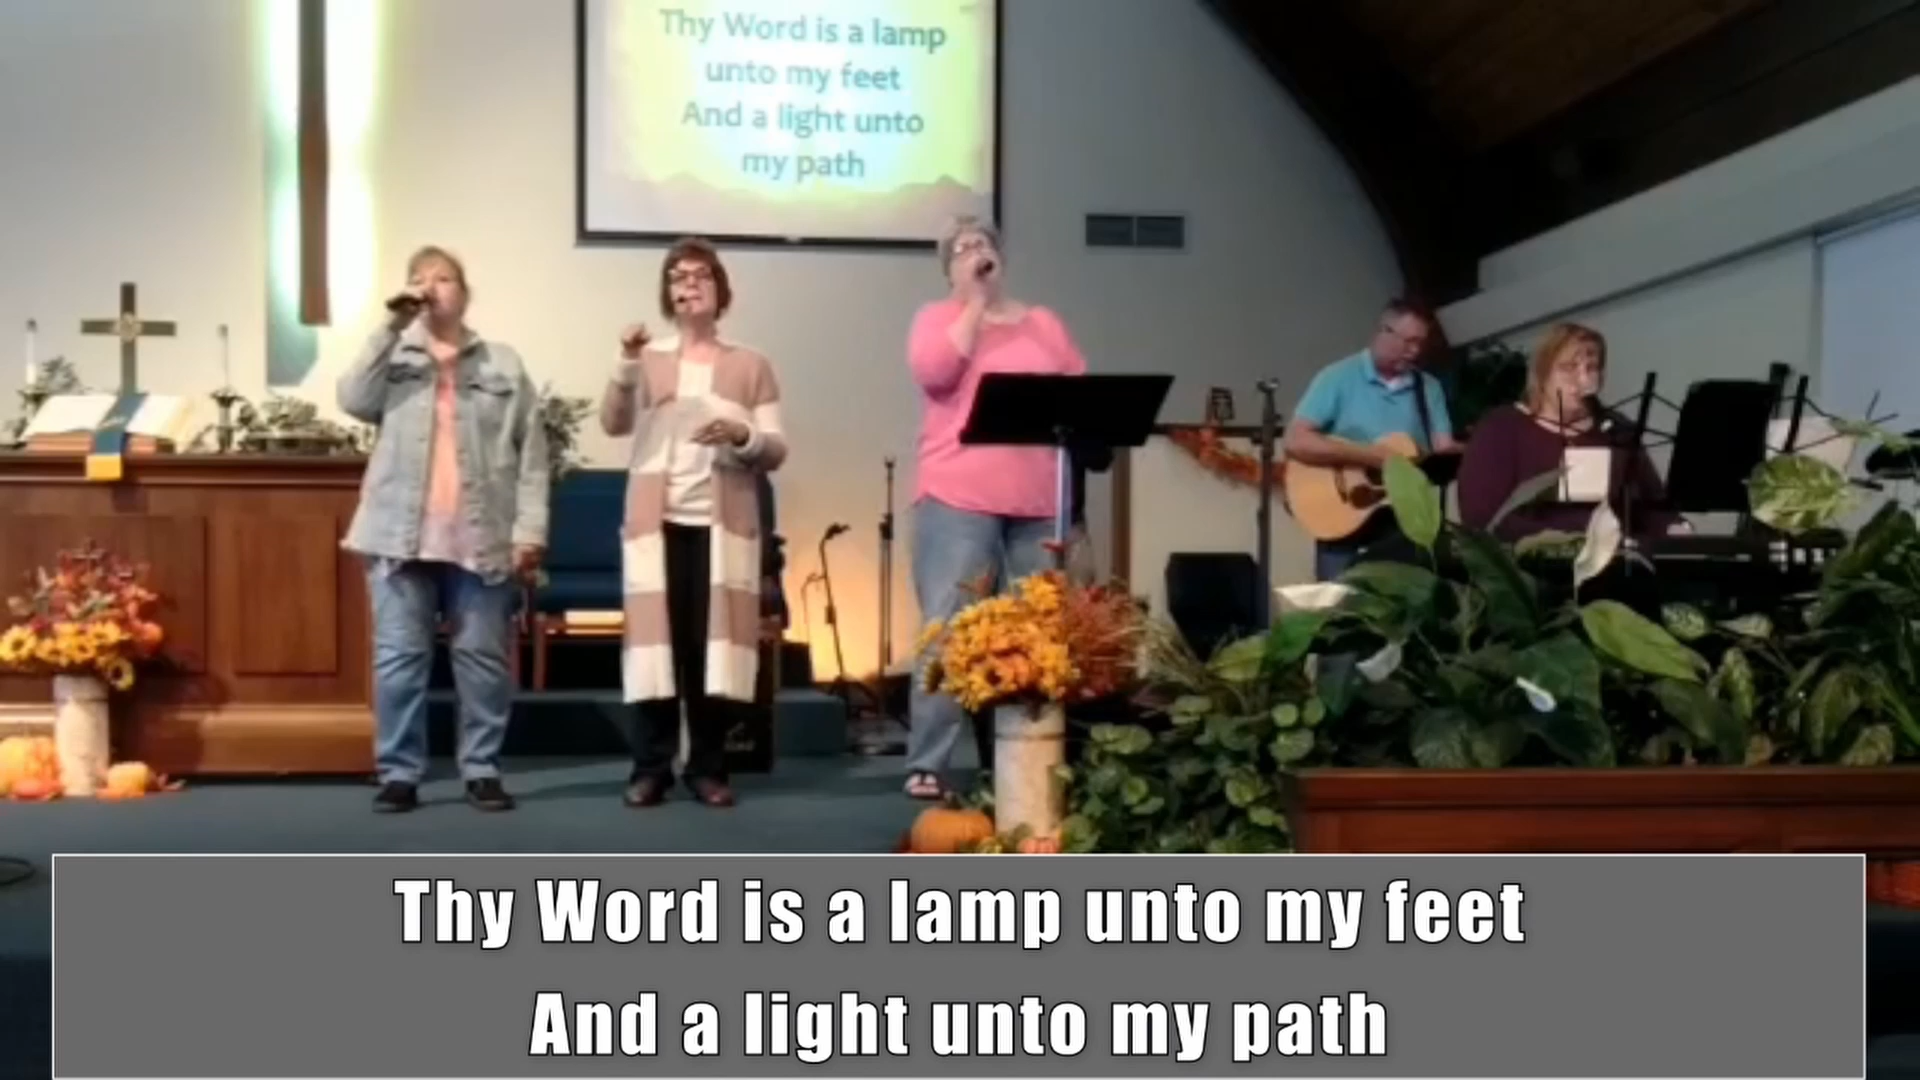 Thy Word is a lamp
unto my feet
And a light unto
my path
Thy Word is a lamp unto my feet
And a light unto my path